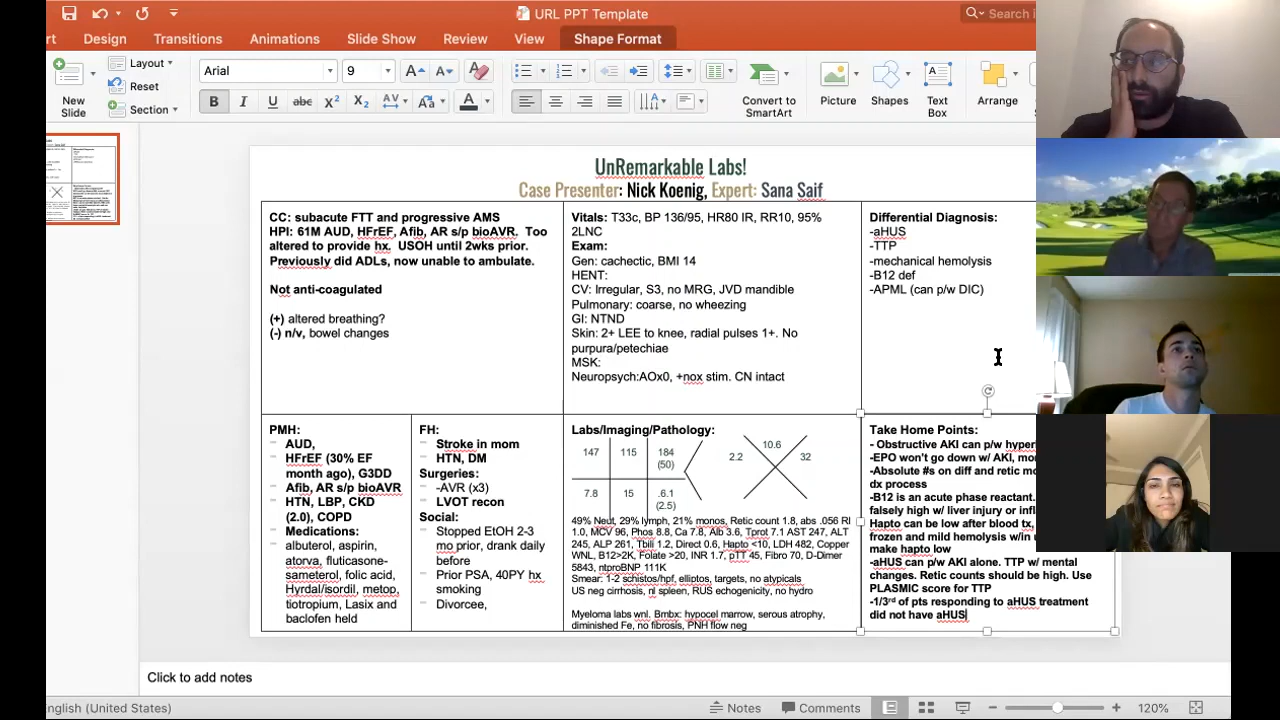 URL PPT Template
Search i
rt Design Transitions Animations Slide Show Review View Shape Format
New
Slide
Layout
Reset
Section
Arial
9
B I U abc X² X₂ AV Aa A
Convert to
SmartArt
Picture
Shapes
Text
Box
Arrange
UnRemarkable Labs!
Case Presenter: Nick Koenig, Expert: Sana Saif
CC: subacute FTT and progressive AMS
HPI: 61M AUD, HFrEF, Afib, AR s/p bioAVR. Too
altered to provide hx. USOH until 2wks prior.
Previously did ADLs, now unable to ambulate.
Not anti-coagulated
(+) altered breathing?
(-) n/v, bowel changes
Vitals: T33c, BP 136/95, HR80 IR, RR10, 95%
2LNC
Exam:
Gen: cachectic, BMI 14
HENT:
CV: Irregular, S3, no MRG, JVD mandible
Pulmonary: coarse, no wheezing
GI: NTND
Skin: 2+ LEE to knee, radial pulses 1+. No
purpura/petechiae
MSK:
Neuropsych:AOx0, +nox stim. CN intact
Differential Diagnosis:
-aHUS
-TTP
-mechanical hemolysis
-B12 def
-APML (can p/w DIC)
PMH:
AUD,
HFrEF (30% EF
month ago), G3DD
Afib, AR s/p bioAVR
HTN, LBP, CKD
(2.0), COPD
Medications:
albuterol, aspirin,
atorva, fluticasone-
sameterol, folic acid,
Hyrdal/isordil, metop,
tiotropium, Lasix and
baclofen held
FH:
Stroke in mom
HTN, DM
Surgeries:
-AVR (x3)
LVOT recon
Social:
Stopped EtOH 2-3
mo prior, drank daily
before
Prior PSA, 40PY hx
smoking
Divorcee,
Labs/Imaging/Pathology:
147 115 184
(50)
7.8 15 .6.1
(2.5)
10.6
2.2 32
49% Neut, 29% lymph, 21% monos, Retic count 1.8, abs .056 RI
1.0, MCV 96, Phos 8.8, Ca 7.8, Alb 3.6, Tprot 7.1 AST 247, ALT
245, ALP 261, Tbili 1.2, Direct 0.6, Hapto <10, LDH 482, Copper
WNL, B12>2K, Folate >20, INR 1.7, pTT 45, Fibro 70, D-Dimer
5843, ntproBNP 111K
Smear: 1-2 schistos/hpf, elliptos, targets, no atypicals
US neg cirrhosis, nl spleen, RUS echogenicity, no hydro
Myeloma labs wnl. Bmbx: hypocel marrow, serous atrophy,
diminished Fe, no fibrosis, PNH flow neg
Take Home Points:
- Obstructive AKI can p/w hyper
-EPO won't go down w/ AKI, mo
-Absolute #s on diff and retic mo
dx process
-B12 is an acute phase reactant.
falsely high w/ liver injury or infl
Hapto can be low after blood tx,
frozen and mild hemolysis w/in u
make hapto low
-aHUS can p/w AKI alone. TTP w/ mental
changes. Retic counts should be high. Use
PLASMIC score for TTP
-1/3rd of pts responding to aHUS treatment
did not have aHUS
Click to add notes
nglish (United States)
Notes
Comments
120%